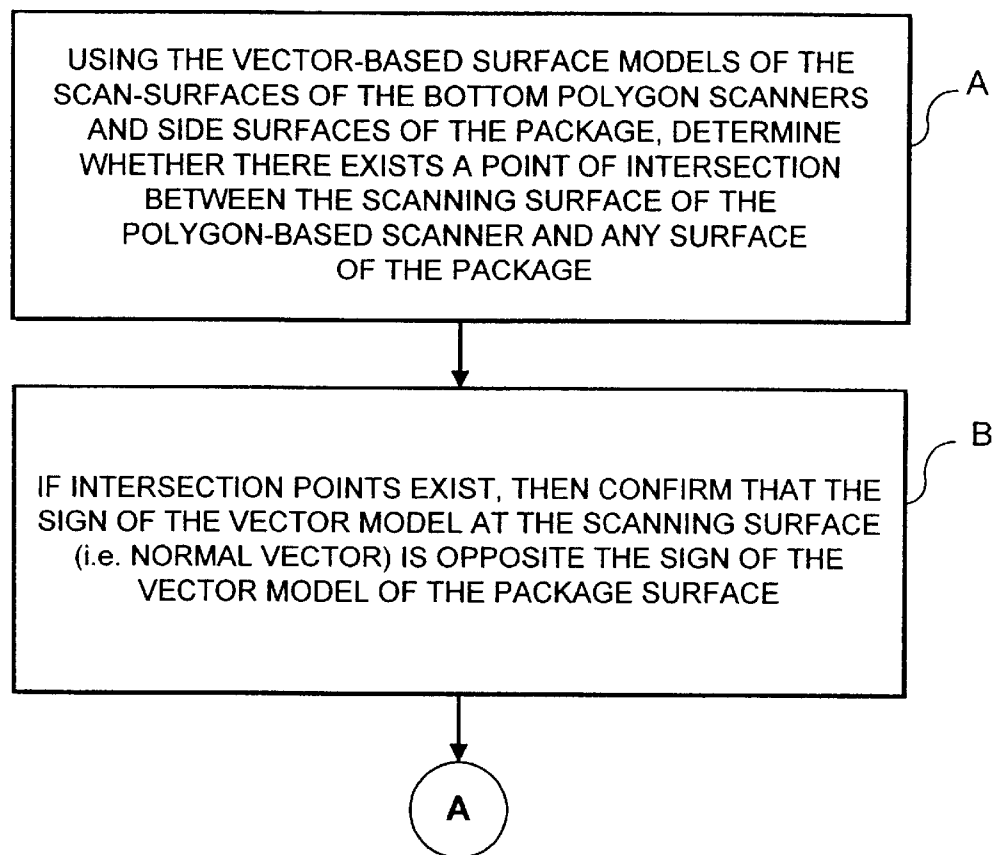 USING THE VECTOR-BASED SURFACE MODELS OF THE
SCAN-SURFACES OF THE BOTTOM POLYGON SCANNERS
AND SIDE SURFACES OF THE PACKAGE, DETERMINE
WHETHER THERE EXISTS A POINT OF INTERSECTION
BETWEEN THE SCANNING SURFACE OF THE
POLYGON-BASED SCANNER AND ANY SURFACE
OF THE PACKAGE
A
IF INTERSECTION POINTS EXIST, THEN CONFIRM THAT THE
SIGN OF THE VECTOR MODEL AT THE SCANNING SURFACE
(i.e. NORMAL VECTOR) IS OPPOSITE THE SIGN OF THE
VECTOR MODEL OF THE PACKAGE SURFACE
B
A